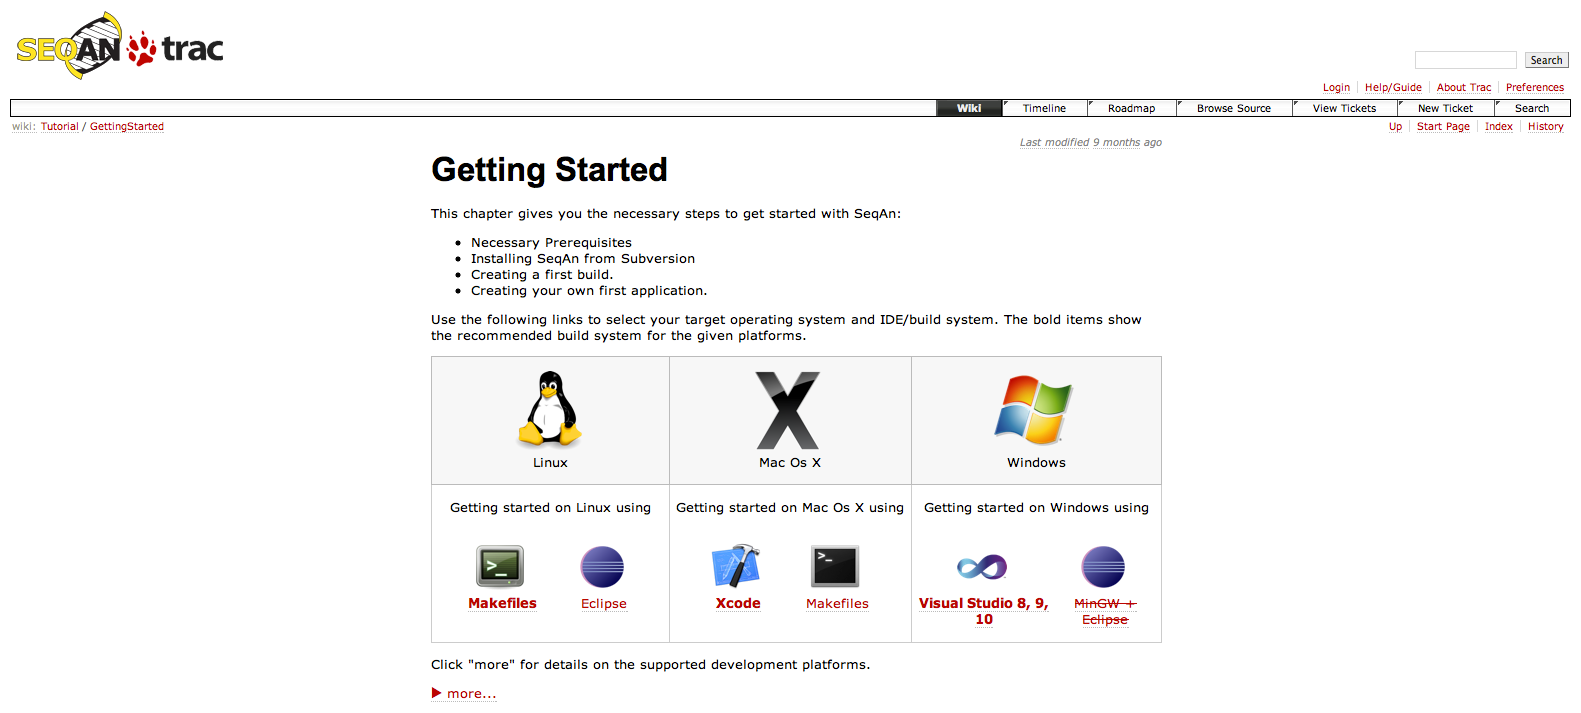 SEQAN trac
Search
Login Help/Guide About Trac Preferences
Wiki Timeline Roadmap Browse Source View Tickets New Ticket Search
wiki: Tutorial / GettingStarted
Up Start Page Index History
Last modified 9 months ago
Getting Started
This chapter gives you the necessary steps to get started with SeqAn:
• Necessary Prerequisites
• Installing SeqAn from Subversion
• Creating a first build.
• Creating your own first application.
Use the following links to select your target operating system and IDE/build system. The bold items show
the recommended build system for the given platforms.
Linux Mac Os X Windows
Getting started on Linux using
>_
Makefiles Eclipse
Getting started on Mac Os X using
>_
Xcode Makefiles
Getting started on Windows using
Visual Studio 8, 9,
10
MinGW +
Eclipse
Click "more" for details on the supported development platforms.
more...